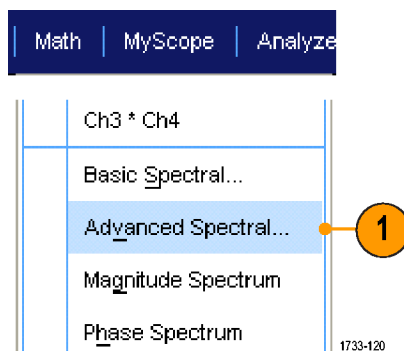 Math MyScope Analyze
Ch3 * Ch4
Basic Spectral...
Advanced Spectral...
1
Magnitude Spectrum
Phase Spectrum
1733-120